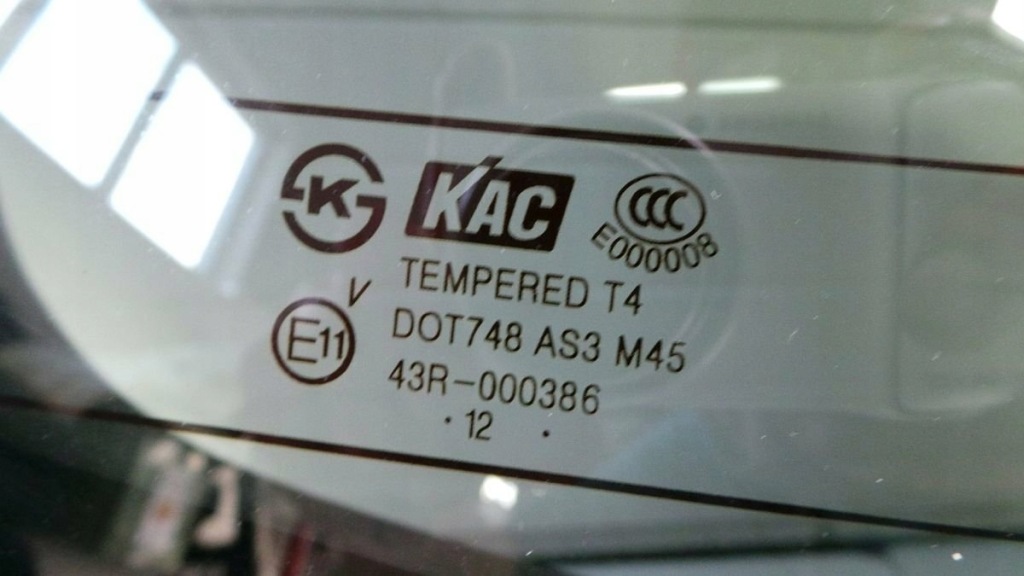 K KAC CCC
E000008
TEMPERED T4
V
E11 DOT748 AS3 M45
43R-000386
· 12 ·